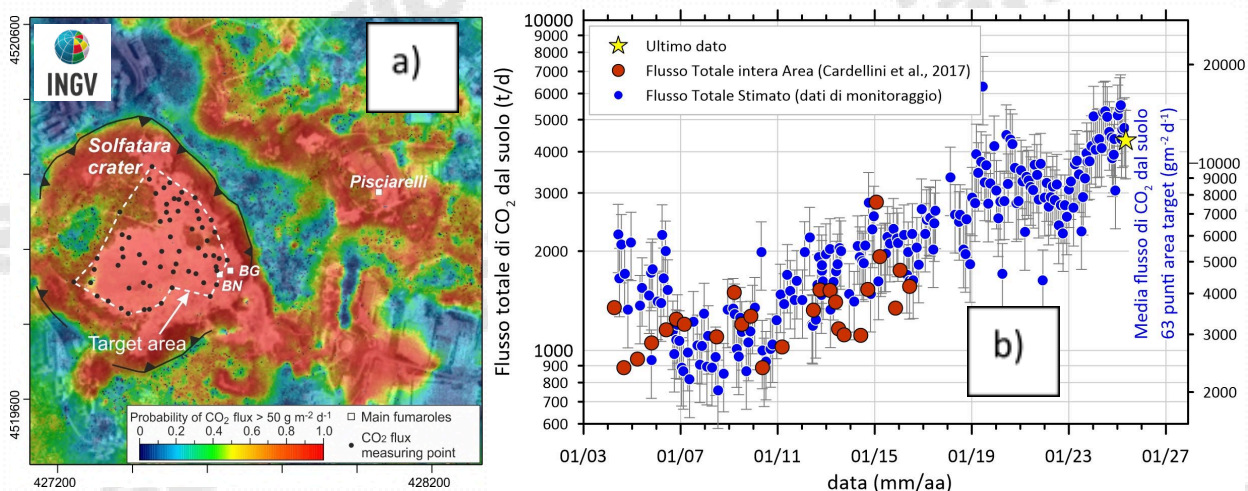 4520600
4519600
INGV
a)
Solfatara
crater
Pisciarelli
BG
BN
Target area
Probability of CO₂ flux > 50 g m⁻² d⁻¹
0 0.2 0.4 0.6 0.8 1.0
Main fumaroles
CO₂ flux
measuring point
427200
428200
Flusso totale di CO₂ dal suolo (t/d)
10000
9000
8000
7000
6000
5000
4000
3000
2000
1000
900
800
700
600
Ultimo dato
Flusso Totale intera Area (Cardellini et al., 2017)
Flusso Totale Stimato (dati di monitoraggio)
b)
Media flusso di CO₂ dal suolo
63 punti area target (gm⁻² d⁻¹)
20000
10000
9000
8000
7000
6000
5000
4000
3000
2000
01/03 01/07 01/11 01/15 01/19 01/23 01/27
data (mm/aa)